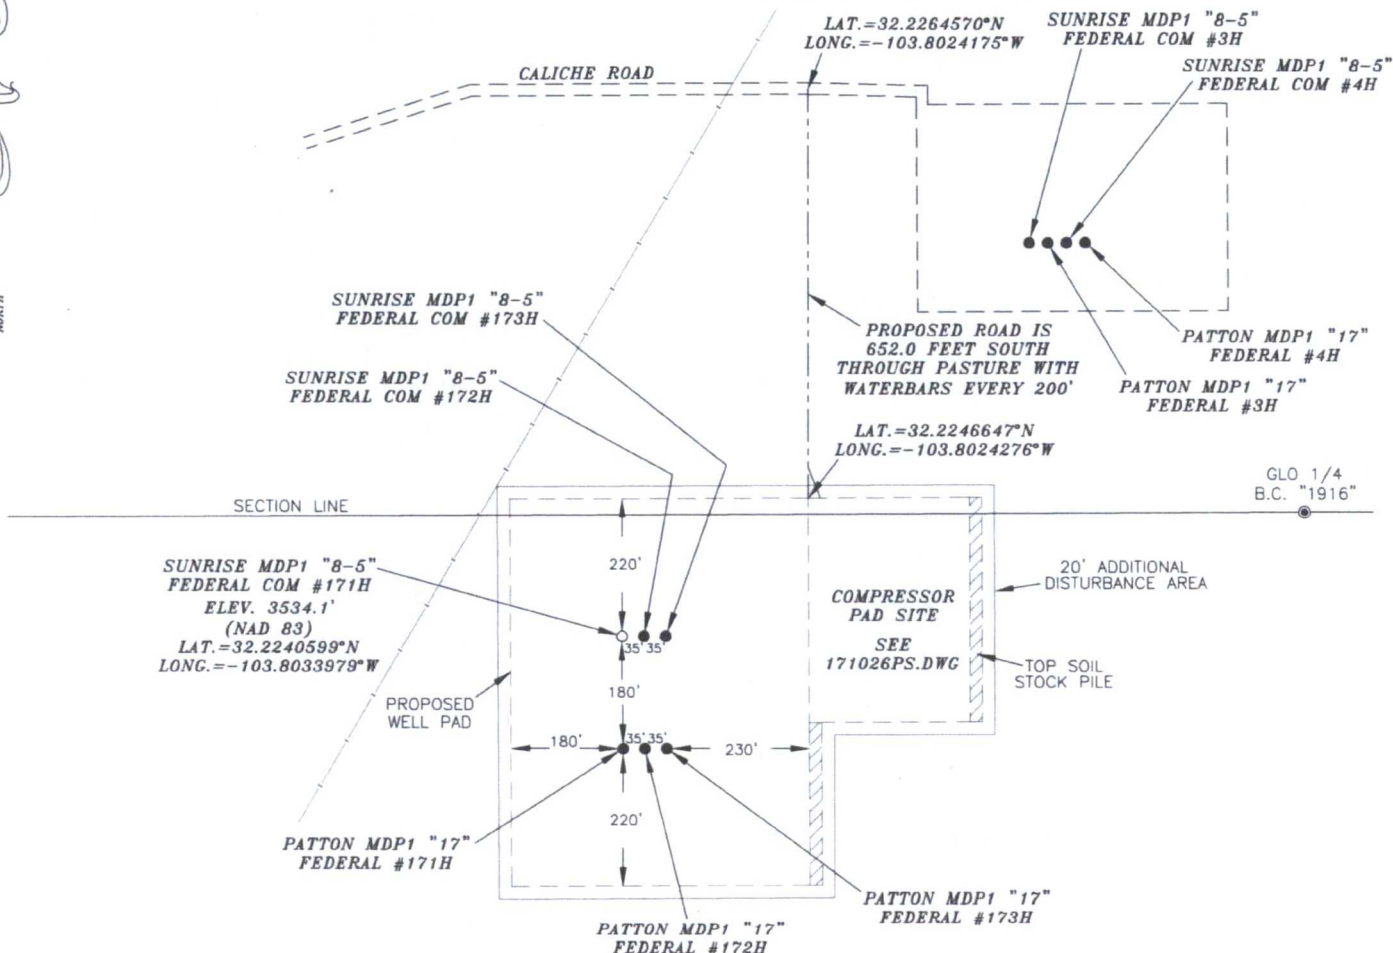 LAT.=32.2264570°N
LONG.=-103.8024175°W
SUNRISE MDP1 "8-5"
FEDERAL COM #3H
SUNRISE MDP1 "8-5"
FEDERAL COM #4H
CALICHE ROAD
NORTH
SUNRISE MDP1 "8-5"
FEDERAL COM #173H
PROPOSED ROAD IS
652.0 FEET SOUTH
THROUGH PASTURE WITH
WATERBARS EVERY 200'
PATTON MDP1 "17"
FEDERAL #4H
SUNRISE MDP1 "8-5"
FEDERAL COM #172H
PATTON MDP1 "17"
FEDERAL #3H
LAT.=32.2246647°N
LONG.=-103.8024276°W
GLO 1/4
B.C. "1916"
SECTION LINE
220'
SUNRISE MDP1 "8-5"
FEDERAL COM #171H
ELEV. 3534.1'
(NAD 83)
LAT.=32.2240599°N
LONG.=-103.8033979°W
20' ADDITIONAL
DISTURBANCE AREA
COMPRESSOR
PAD SITE
SEE
171026PS.DWG
35' 35'
TOP SOIL
STOCK PILE
180'
PROPOSED
WELL PAD
180'
35' 35'
230'
220'
PATTON MDP1 "17"
FEDERAL #171H
PATTON MDP1 "17"
FEDERAL #173H
PATTON MDP1 "17"
FEDERAL #172H